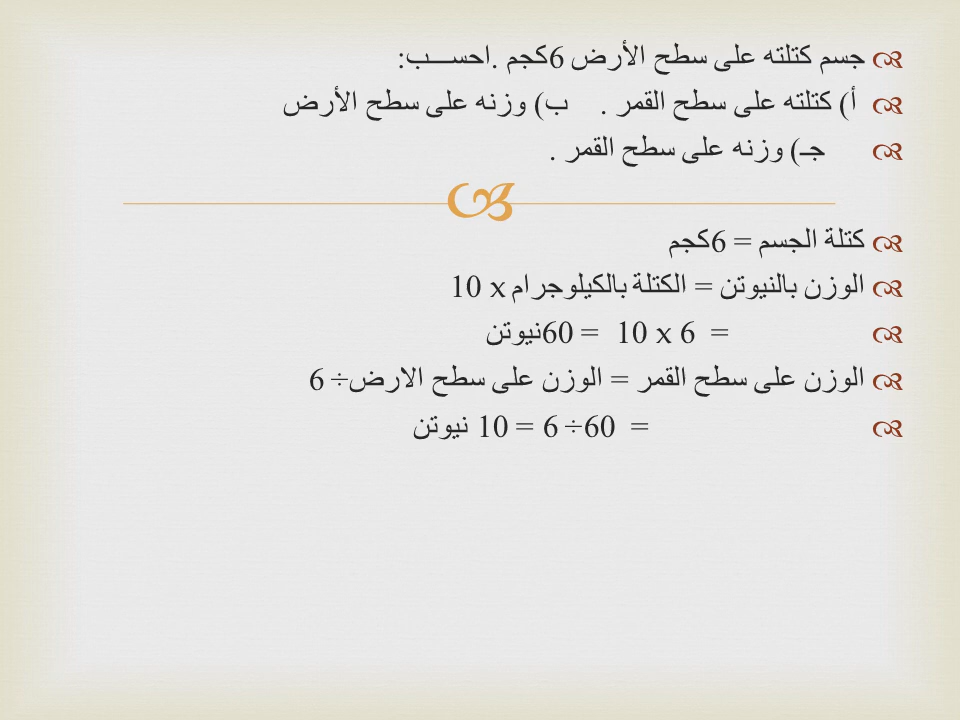 جسم كتلته على سطح الأرض 6كجم .احســـب:
أ) كتلته على سطح القمر . ب) وزنه على سطح الأرض
جـ) وزنه على سطح القمر .
كتلة الجسم = 6كجم
الوزن بالنيوتن = الكتلة بالكيلوجرام x 10
= 6 x 10 = 60نيوتن
الوزن على سطح القمر = الوزن على سطح الارض÷ 6
= 60÷ 6 = 10 نيوتن